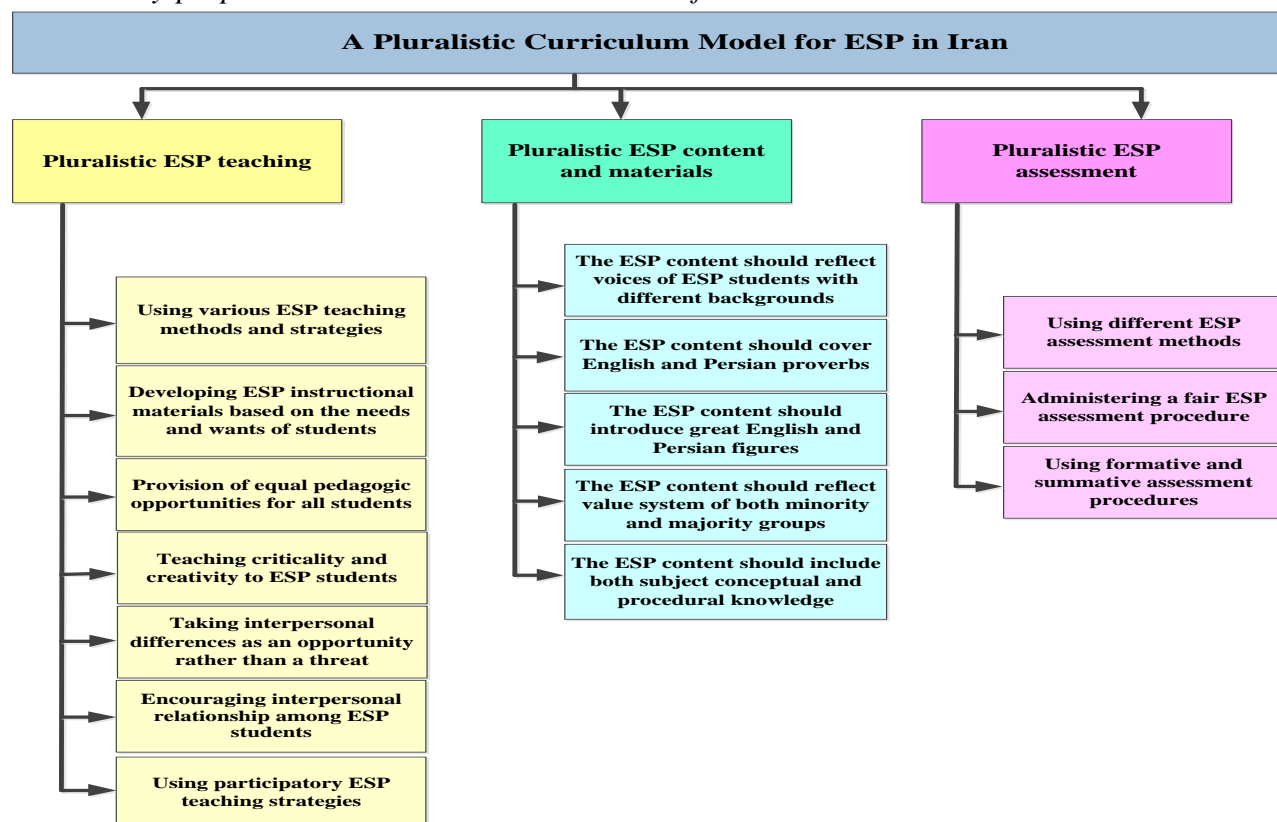 A Pluralistic Curriculum Model for ESP in Iran
Pluralistic ESP teaching
Using various ESP teaching
methods and strategies
Developing ESP instructional
materials based on the needs
and wants of students
Provision of equal pedagogic
opportunities for all students
Teaching criticality and
creativity to ESP students
Taking interpersonal
differences as an opportunity
rather than a threat
Encouraging interpersonal
relationship among ESP
students
Using participatory ESP
teaching strategies
Pluralistic ESP content
and materials
The ESP content should reflect
voices of ESP students with
different backgrounds
The ESP content should cover
English and Persian proverbs
The ESP content should
introduce great English and
Persian figures
The ESP content should reflect
value system of both minority
and majority groups
The ESP content should include
both subject conceptual and
procedural knowledge
Pluralistic ESP
assessment
Using different ESP
assessment methods
Administering a fair ESP
assessment procedure
Using formative and
summative assessment
procedures